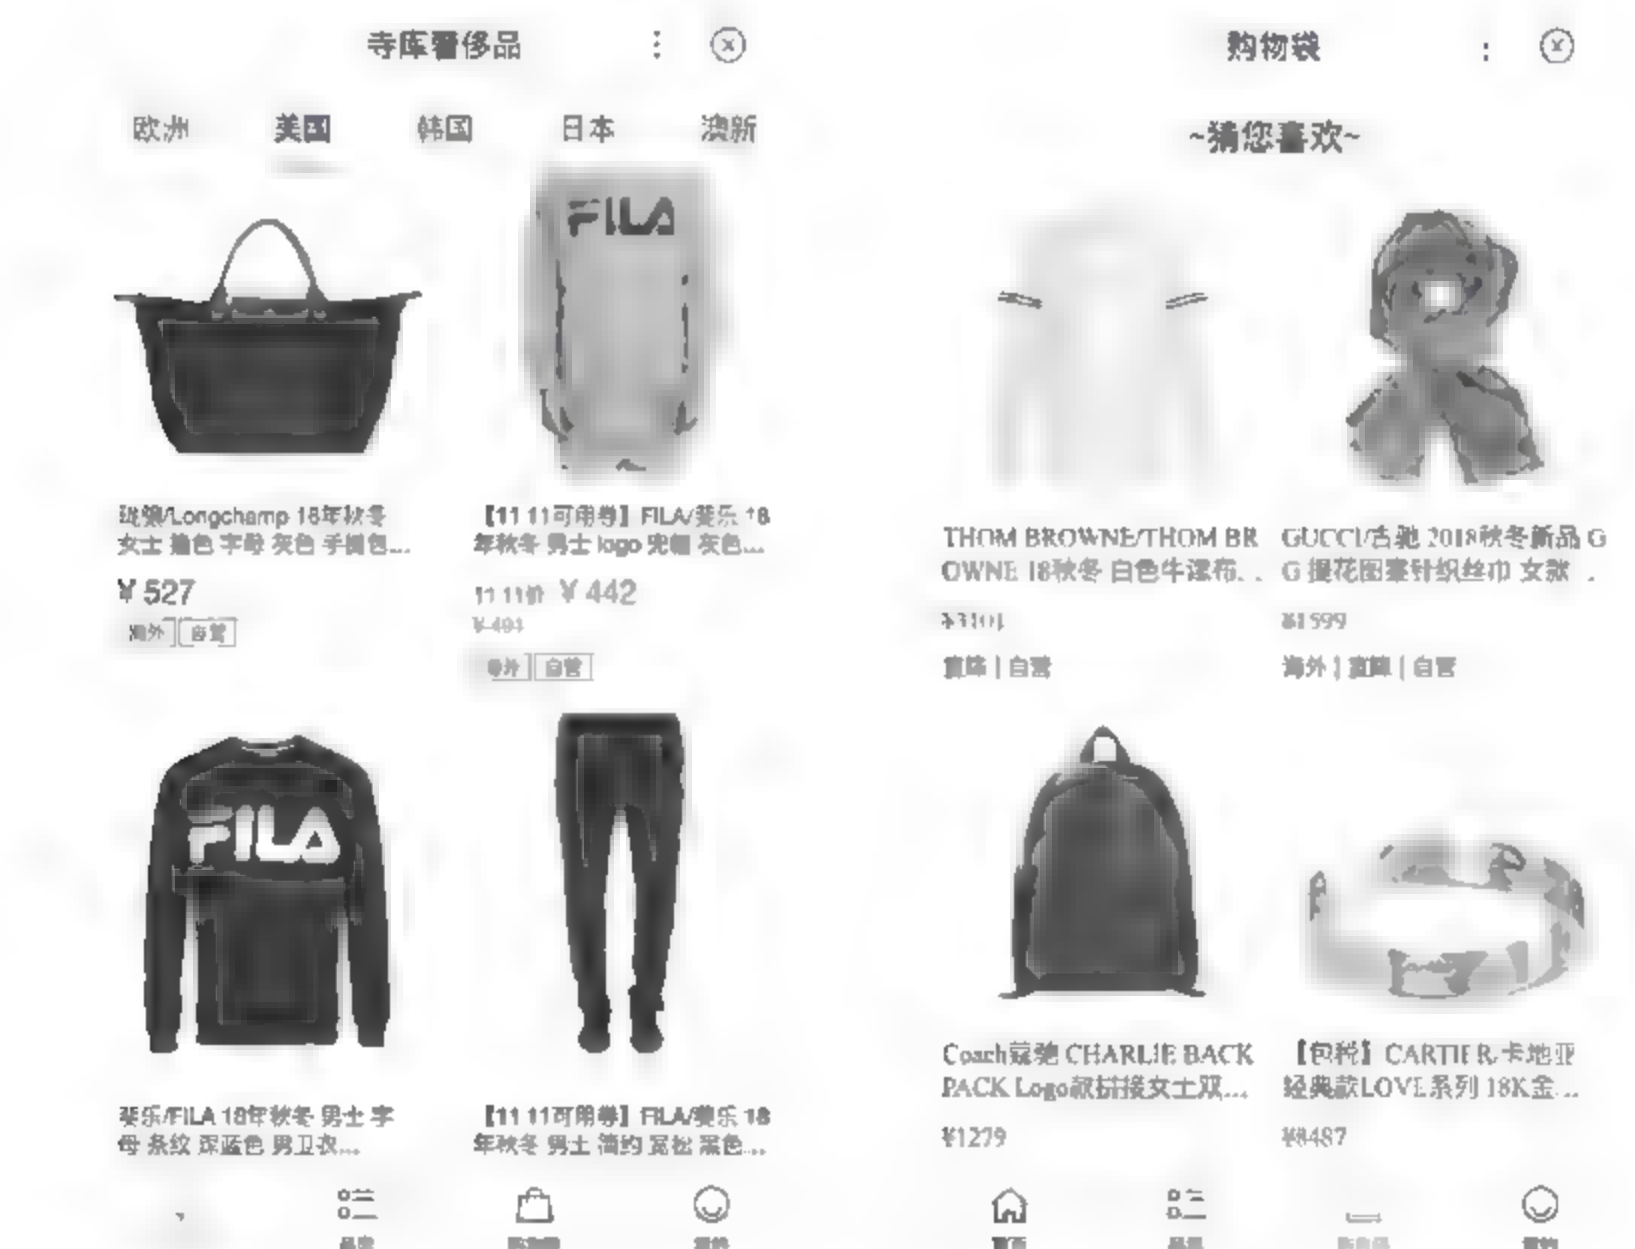 寺库奢侈品
欧洲 美国 韩国 日本 澳新
FILA
珑骧/Longchamp 18年秋冬
女士 撞色 字母 灰色 手提包...
¥ 527
海外 自营
【11 11可用券】FILA/斐乐 18
年秋冬 男士 logo 兜帽 灰色...
11 11价 ¥ 442
¥ 491
海外 自营
FILA
斐乐/FILA 18年秋冬 男士 字
母 条纹 深蓝色 男卫衣...
【11 11可用券】FILA/斐乐 18
年秋冬 男士 简约 宽松 黑色...
购物袋
~猜您喜欢~
THOM BROWNE/THOM BR
OWNE 18秋冬 白色牛津布..
¥3101
直降 | 自营
GUCCI/古驰 2018秋冬新品 G
G 提花图案针织丝巾 女款 .
¥1599
海外 | 直降 | 自营
Coach蔻驰 CHARLIE BACK
PACK Logo款拼接女士双...
¥1279
【包税】CARTIER/卡地亚
经典款LOVE系列 18K金...
¥8487